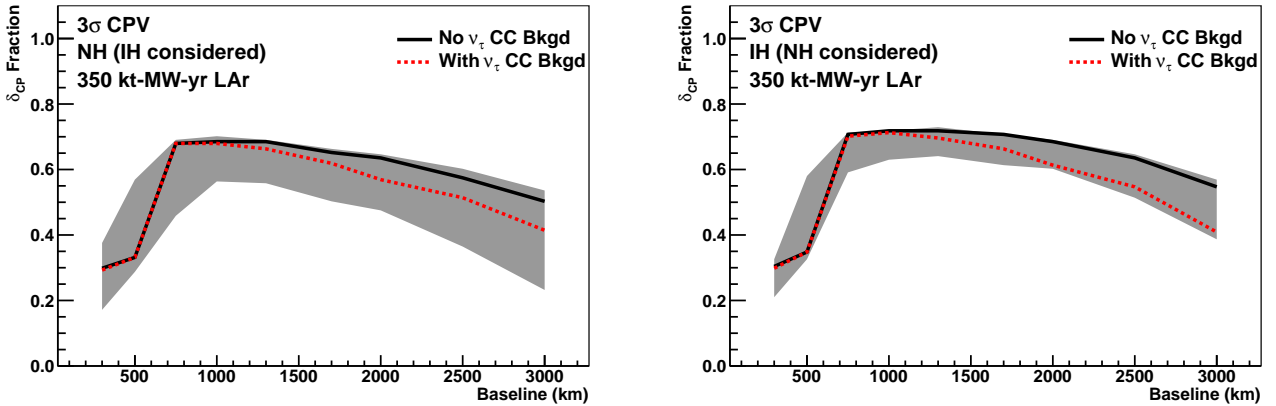 3σ CPV
NH (IH considered)
350 kt-MW-yr LAr
No ντ CC Bkgd
With ντ CC Bkgd
δCP Fraction
1.0
0.8
0.6
0.4
0.2
0.0
500 1000 1500 2000 2500 3000
Baseline (km)
3σ CPV
IH (NH considered)
350 kt-MW-yr LAr
No ντ CC Bkgd
With ντ CC Bkgd
δCP Fraction
1.0
0.8
0.6
0.4
0.2
0.0
500 1000 1500 2000 2500 3000
Baseline (km)